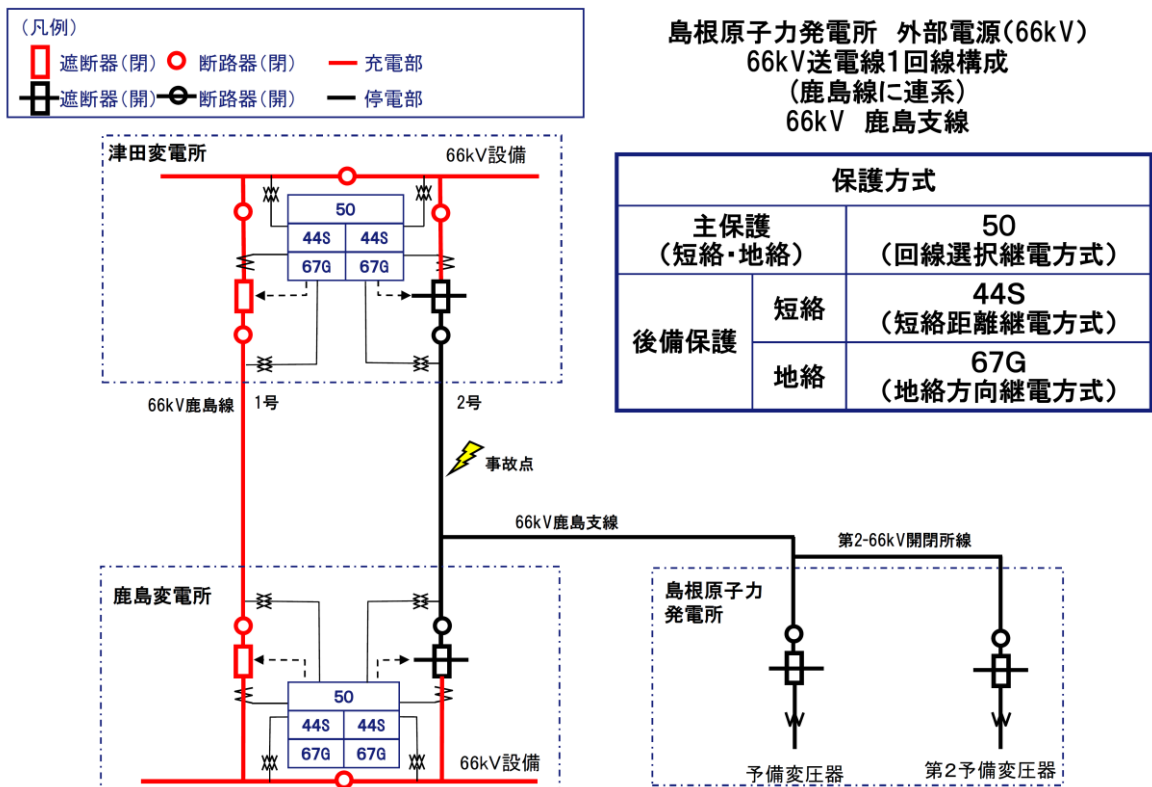 (凡例)
遮断器(閉) 断路器(閉) 充電部
遮断器(開) 断路器(開) 停電部
島根原子力発電所 外部電源(66kV)
66kV送電線1回線構成
(鹿島線に連系)
66kV 鹿島支線
保護方式
主保護
(短絡・地絡)
50
(回線選択継電方式)
後備保護
短絡
44S
(短絡距離継電方式)
地絡
67G
(地絡方向継電方式)
津田変電所
66kV設備
50
44S 44S
67G 67G
66kV鹿島線 1号 2号
事故点
66kV鹿島支線
第2-66kV開閉所線
鹿島変電所
50
44S 44S
67G 67G
66kV設備
島根原子力
発電所
予備変圧器
第2予備変圧器